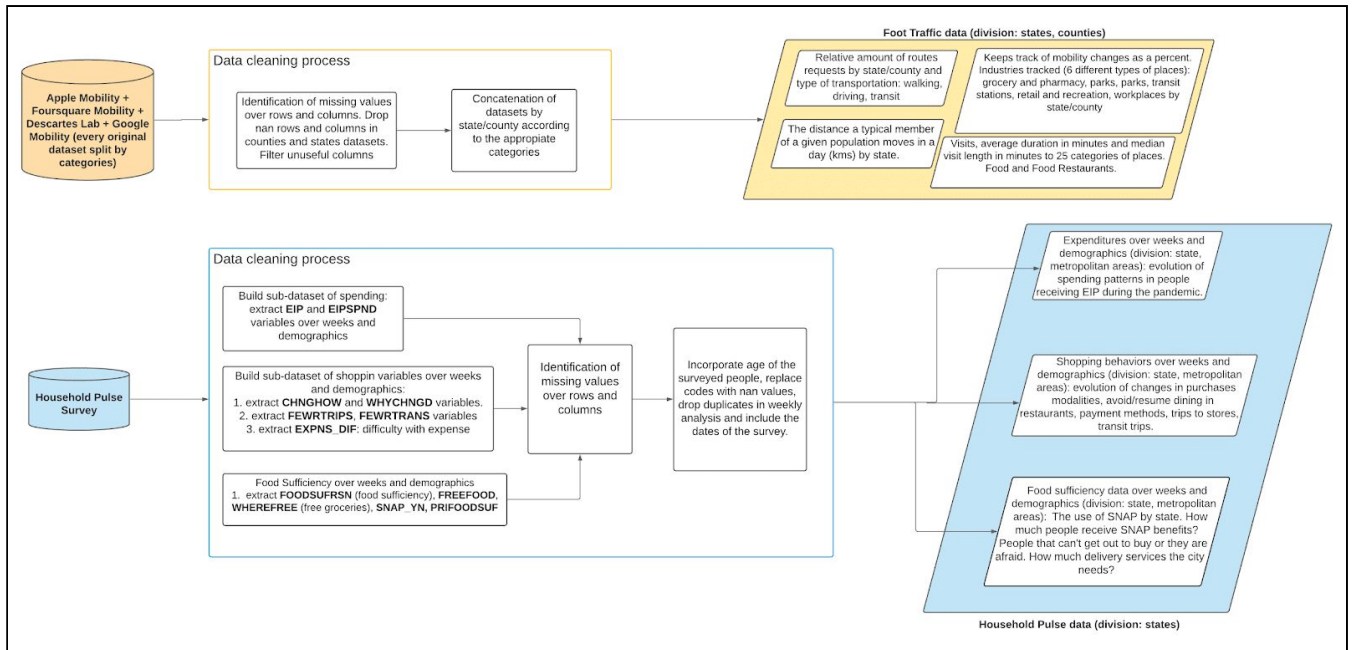 Foot Traffic data (division: states, counties)
Apple Mobility +
Foursquare Mobility +
Descartes Lab + Google
Mobility (every original
dataset split by
categories)
Data cleaning process
Identification of missing values
over rows and columns. Drop
nan rows and columns in
counties and states datasets.
Filter unuseful columns
Concatenation of
datasets by
state/county according
to the appropiate
categories
Relative amount of routes
requests by state/county and
type of transportation: walking,
driving, transit
Keeps track of mobility changes as a percent.
Industries tracked (6 different types of places):
grocery and pharmacy, parks, parks, transit
stations, retail and recreation, workplaces by
state/county
The distance a typical member
of a given population moves in a
day (kms) by state.
Visits, average duration in minutes and median
visit length in minutes to 25 categories of places.
Food and Food Restaurants.
Household Pulse
Survey
Data cleaning process
Build sub-dataset of spending:
extract EIP and EIPSPND
variables over weeks and
demographics
Build sub-dataset of shoppin variables over weeks
and demographics:
1. extract CHNGHOW and WHYCHNGD variables.
2. extract FEWRTRIPS, FEWRTRANS variables
3. extract EXPNS_DIF: difficulty with expense
Food Sufficiency over weeks and demographics
1. extract FOODSUFRSN (food sufficiency), FREEFOOD,
WHEREFREE (free groceries), SNAP_YN, PRIFOODSUF
Identification of
missing values
over rows and
columns
Incorporate age of the
surveyed people, replace
codes with nan values,
drop duplicates in weekly
analysis and include the
dates of the survey.
Expenditures over weeks and
demographics (division: state,
metropolitan areas): evolution of
spending patterns in people
receiving EIP during the pandemic.
Shopping behaviors over weeks and
demographics (division: state, metropolitan
areas): evolution of changes in purchases
modalities, avoid/resume dining in
restaurants, payment methods, trips to stores,
transit trips.
Food sufficiency data over weeks and
demographics (division: state, metropolitan
areas): The use of SNAP by state. How
much people receive SNAP benefits?
People that can't get out to buy or they are
afraid. How much delivery services the city
needs?
Household Pulse data (division: states)